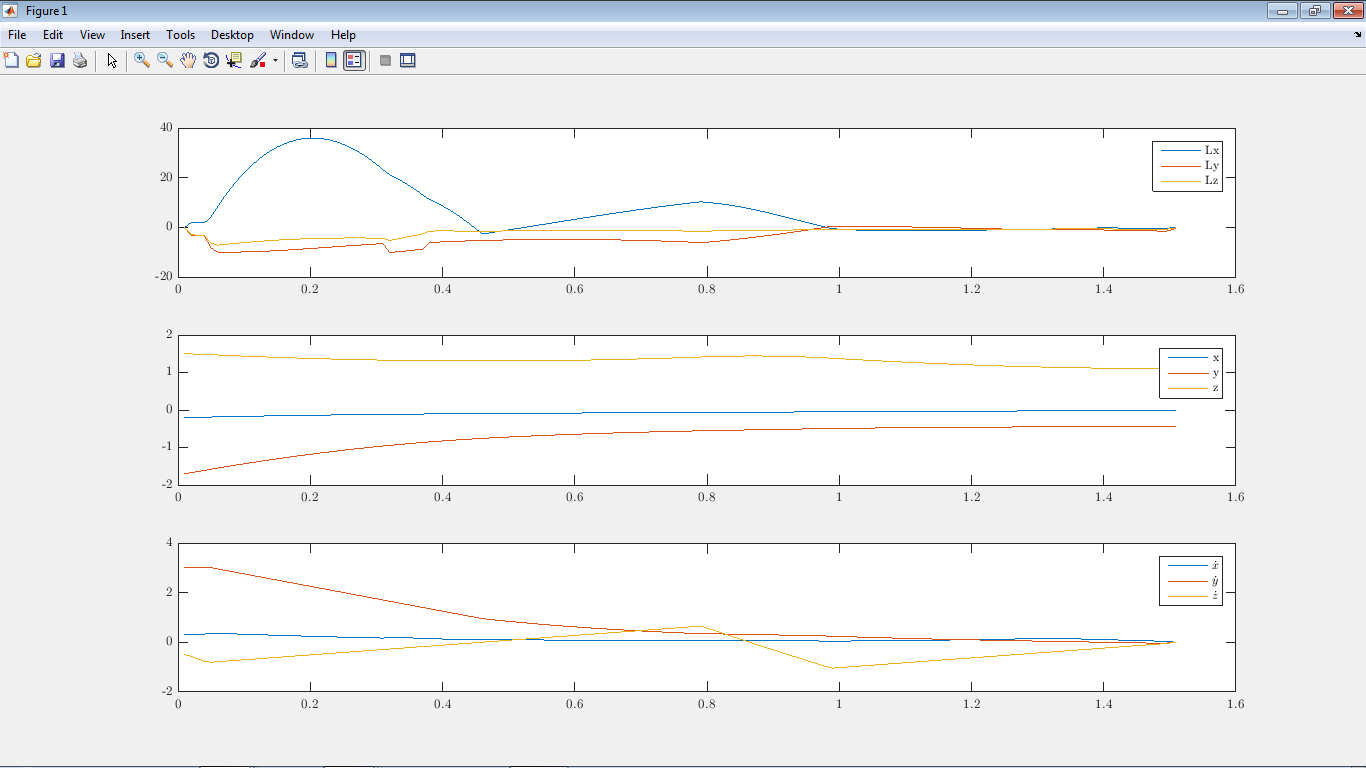 Figure 1
File Edit View Insert Tools Desktop Window Help
40
20
0
-20
0 0.2 0.4 0.6 0.8 1 1.2 1.4 1.6
Lx
Ly
Lz
2
1
0
-1
-2
0 0.2 0.4 0.6 0.8 1 1.2 1.4 1.6
x
y
z
4
2
0
-2
0 0.2 0.4 0.6 0.8 1 1.2 1.4 1.6
ẋ
ẏ
ż